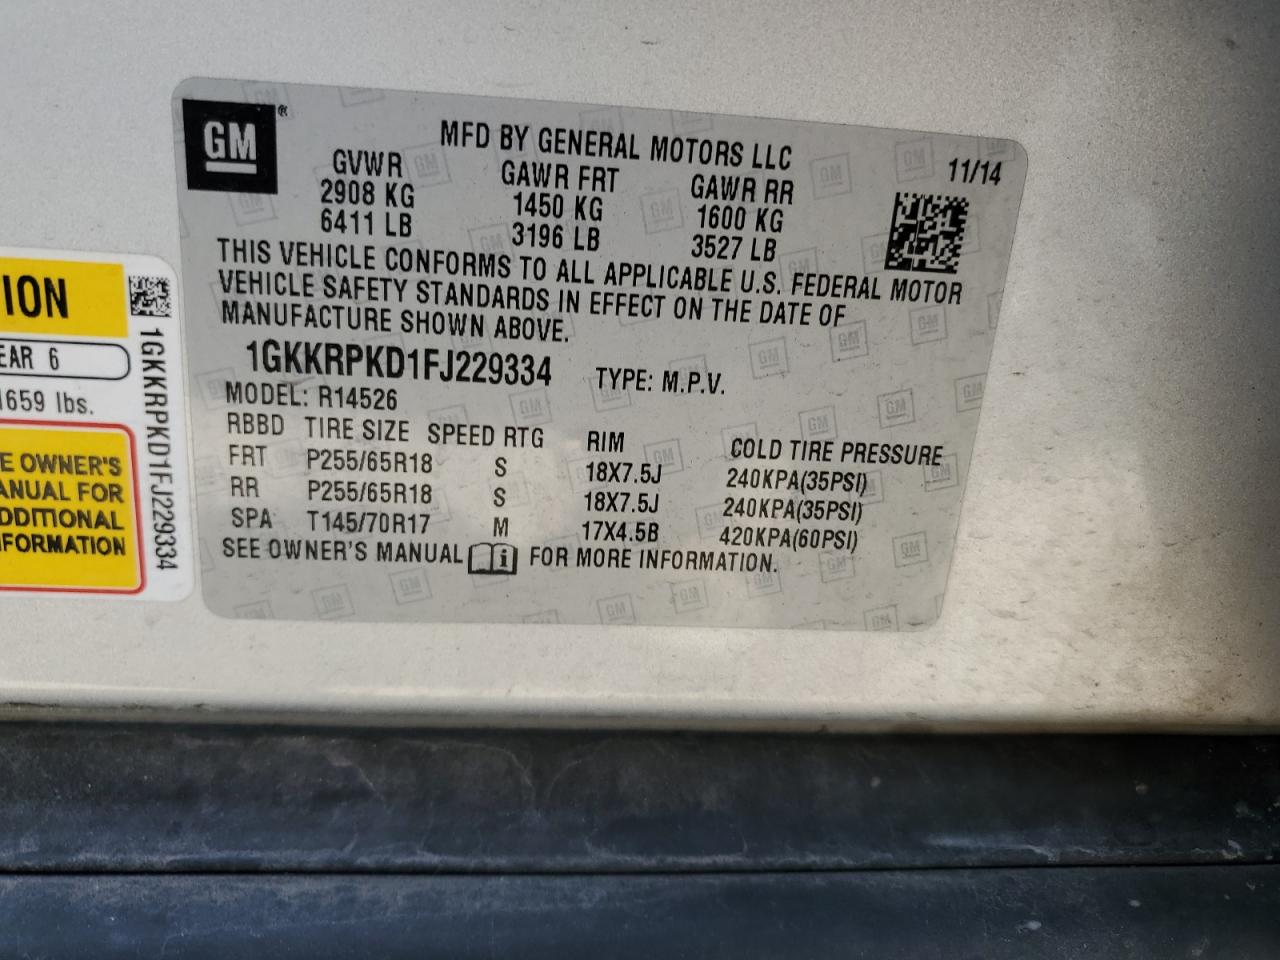 GM ®
MFD BY GENERAL MOTORS LLC
11/14
GVWR GAWR FRT GAWR RR
2908 KG 1450 KG 1600 KG
6411 LB 3196 LB 3527 LB
THIS VEHICLE CONFORMS TO ALL APPLICABLE U.S. FEDERAL MOTOR
VEHICLE SAFETY STANDARDS IN EFFECT ON THE DATE OF
MANUFACTURE SHOWN ABOVE.
1GKKRPKD1FJ229334 TYPE: M.P.V.
MODEL: R14526
RBBD TIRE SIZE SPEED RTG RIM COLD TIRE PRESSURE
FRT P255/65R18 S 18X7.5J 240KPA(35PSI)
RR P255/65R18 S 18X7.5J 240KPA(35PSI)
SPA T145/70R17 M 17X4.5B 420KPA(60PSI)
SEE OWNER'S MANUAL i FOR MORE INFORMATION.
ION
EAR 6
1659 lbs.
E OWNER'S
ANUAL FOR
DDITIONAL
FORMATION
1GKKRPKD1FJ229334